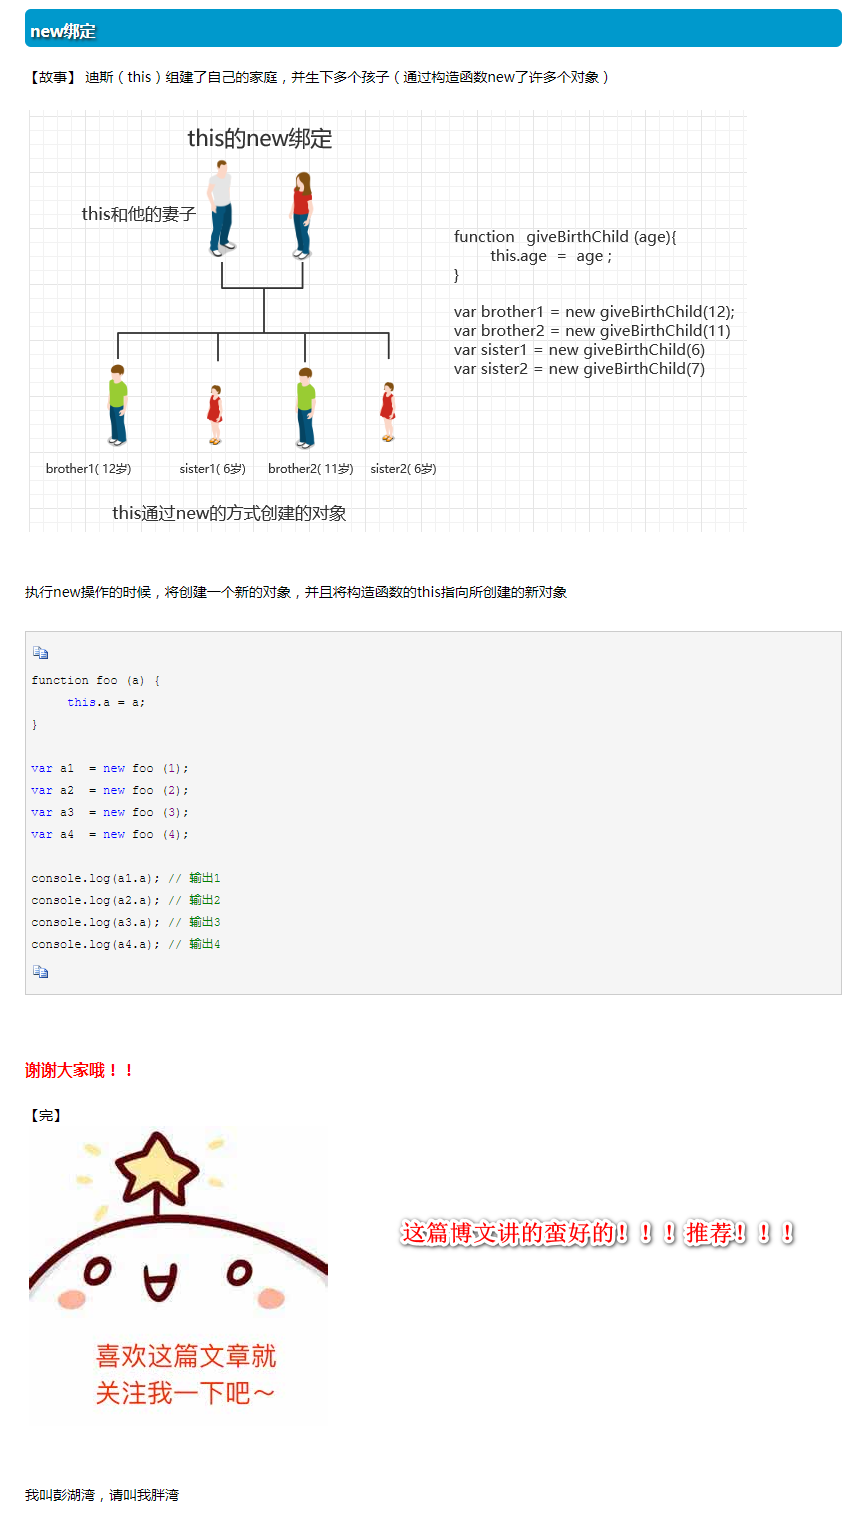 new绑定
【故事】 迪斯（this）组建了自己的家庭，并生下多个孩子（通过构造函数new了许多个对象）
this的new绑定
this和他的妻子
function giveBirthChild (age){
this.age = age ;
}
var brother1 = new giveBirthChild(12);
var brother2 = new giveBirthChild(11)
var sister1 = new giveBirthChild(6)
var sister2 = new giveBirthChild(7)
brother1( 12岁) sister1( 6岁) brother2( 11岁) sister2( 6岁)
this通过new的方式创建的对象
执行new操作的时候，将创建一个新的对象，并且将构造函数的this指向所创建的新对象
function foo (a) {
this.a = a;
}
var a1 = new foo (1);
var a2 = new foo (2);
var a3 = new foo (3);
var a4 = new foo (4);
console.log(a1.a); // 输出1
console.log(a2.a); // 输出2
console.log(a3.a); // 输出3
console.log(a4.a); // 输出4
谢谢大家哦！！
【完】
这篇博文讲的蛮好的！！！推荐！！！
喜欢这篇文章就
关注我一下吧～
我叫彭湖湾，请叫我胖湾